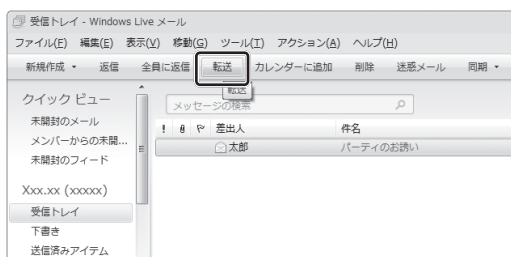 受信トレイ - Windows Live メール
ファイル(F) 編集(E) 表示(V) 移動(G) ツール(T) アクション(A) ヘルプ(H)
新規作成 返信 全員に返信 転送 カレンダーに追加 削除 迷惑メール 同期
転送
クイック ビュー
メッセージの検索
未開封のメール
! 差出人 件名
メンバーからの未開...
太郎 パーティのお誘い
未開封のフィード
Xxx.xx (xxxxx)
受信トレイ
下書き
送信済みアイテム